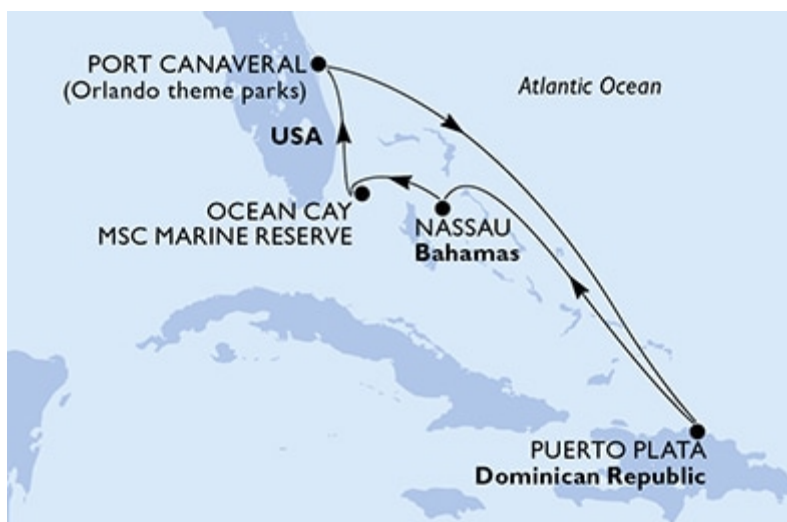 PORT CANAVERAL
(Orlando theme parks)
Atlantic Ocean
USA
OCEAN CAY
MSC MARINE RESERVE
NASSAU
Bahamas
PUERTO PLATA
Dominican Republic